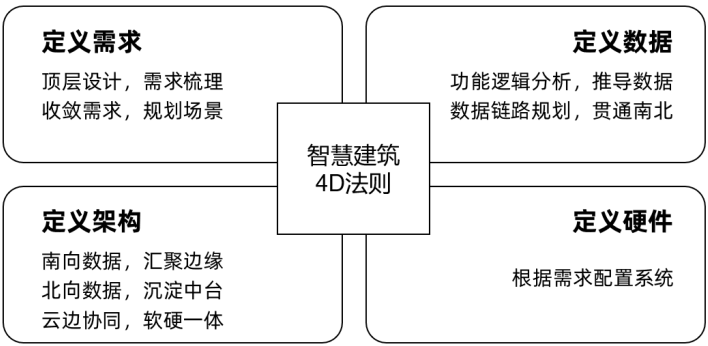 定义需求
顶层设计，需求梳理
收敛需求，规划场景
定义数据
功能逻辑分析，推导数据
数据链路规划，贯通南北
智慧建筑
4D法则
定义架构
南向数据，汇聚边缘
北向数据，沉淀中台
云边协同，软硬一体
定义硬件
根据需求配置系统